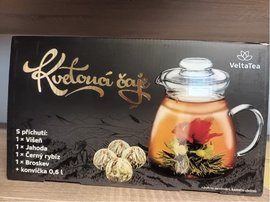 VeltaTea
Kvetoucí čaje
S příchutí:
1× Višeň
1× Jahoda
1× Černý rybíz
1× Broskev
+ konvička 0,6 l